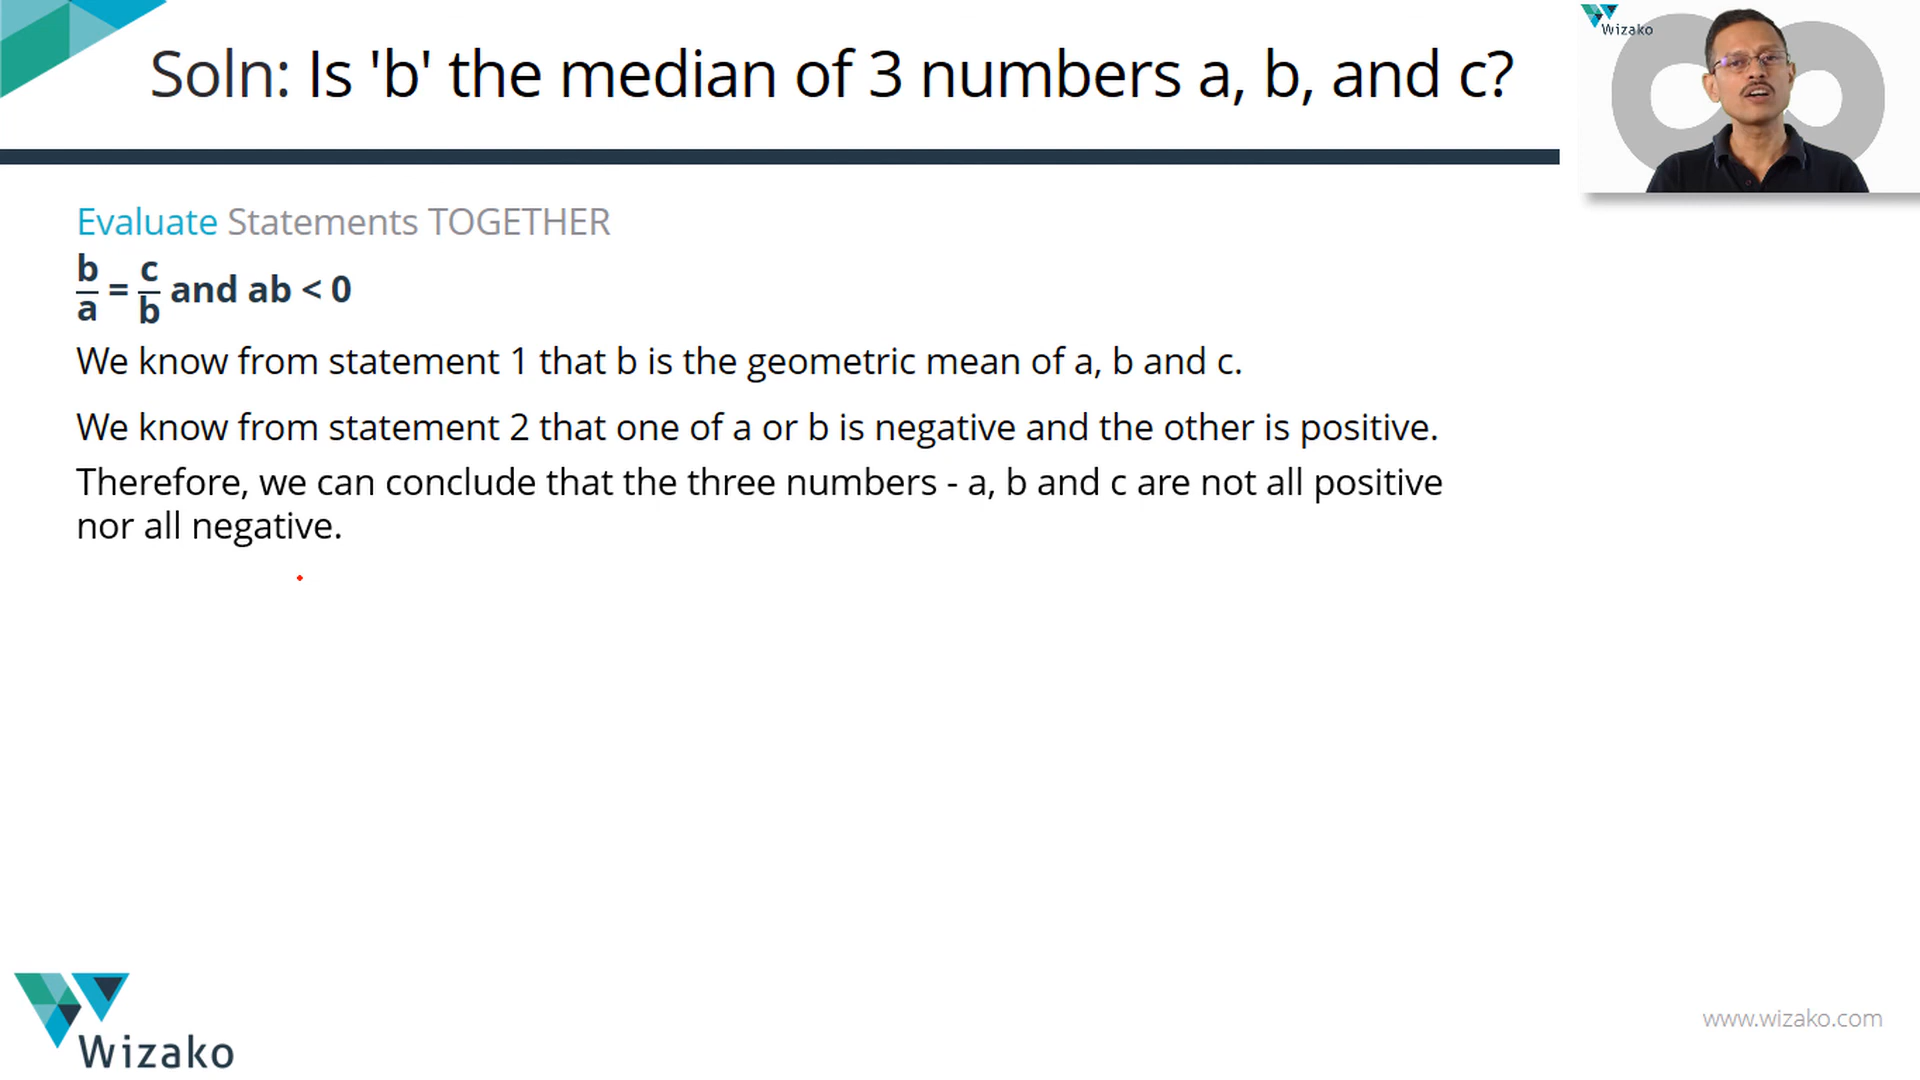 Soln: Is 'b' the median of 3 numbers a, b, and c?
Wizako
Evaluate Statements TOGETHER
b/a = c/b and ab < 0
We know from statement 1 that b is the geometric mean of a, b and c.
We know from statement 2 that one of a or b is negative and the other is positive.
Therefore, we can conclude that the three numbers - a, b and c are not all positive
nor all negative.
Wizako
www.wizako.com